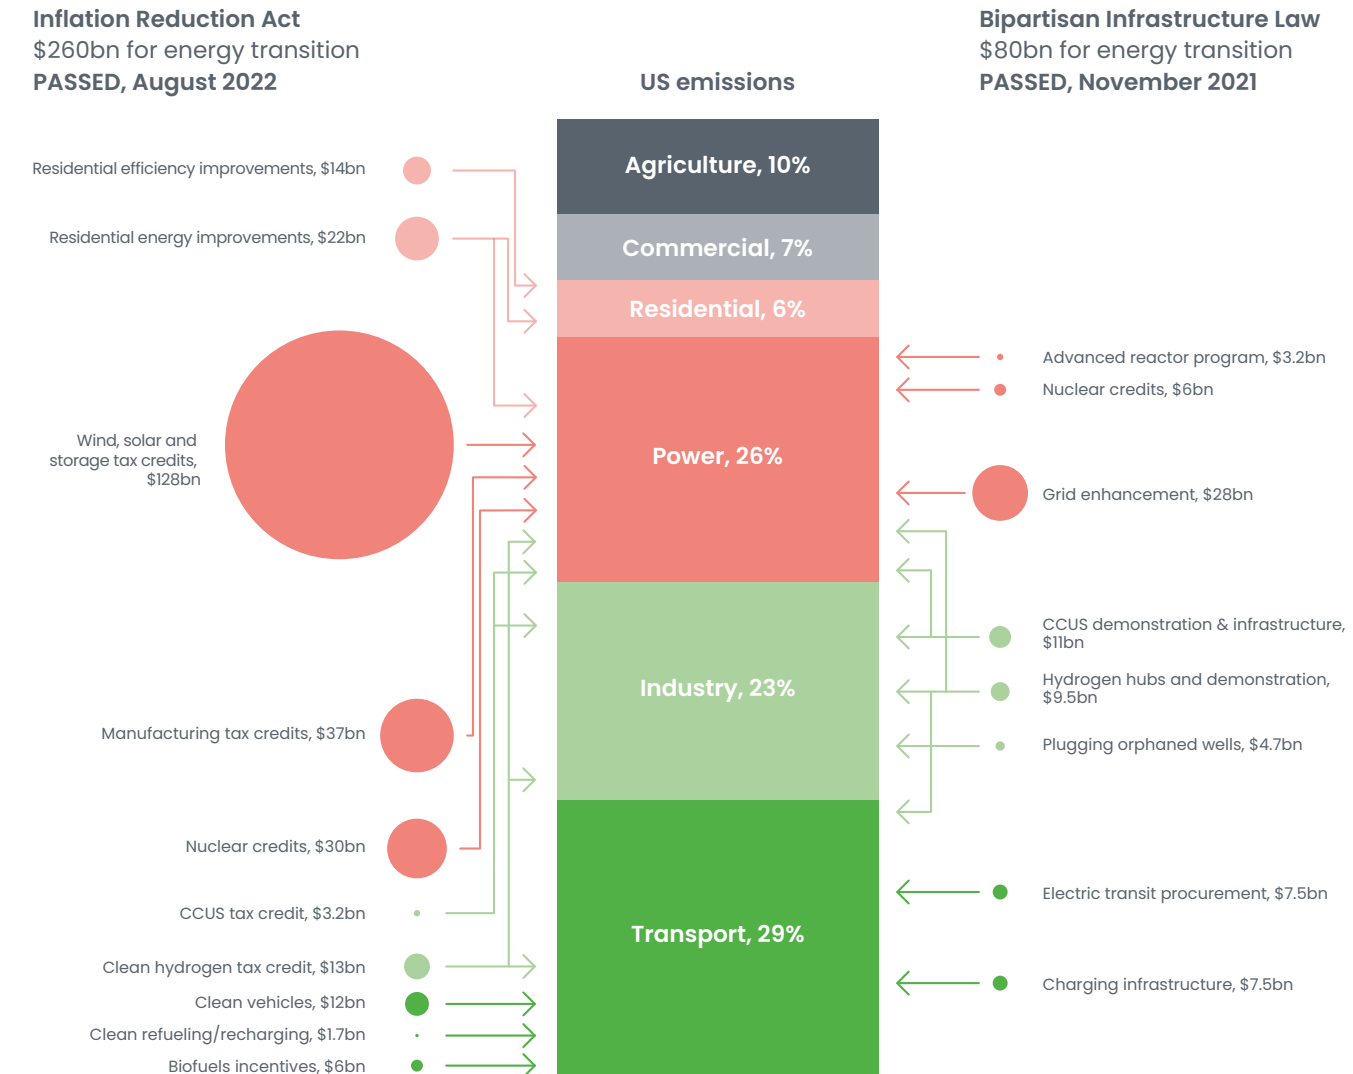 Inflation Reduction Act
$260bn for energy transition
PASSED, August 2022
US emissions
Bipartisan Infrastructure Law
$80bn for energy transition
PASSED, November 2021
Residential efficiency improvements, $14bn
Residential energy improvements, $22bn
Wind, solar and
storage tax credits,
$128bn
Manufacturing tax credits, $37bn
Nuclear credits, $30bn
CCUS tax credit, $3.2bn
Clean hydrogen tax credit, $13bn
Clean vehicles, $12bn
Clean refueling/recharging, $1.7bn
Biofuels incentives, $6bn
Agriculture, 10%
Commercial, 7%
Residential, 6%
Power, 26%
Industry, 23%
Transport, 29%
Advanced reactor program, $3.2bn
Nuclear credits, $6bn
Grid enhancement, $28bn
CCUS demonstration & infrastructure,
$11bn
Hydrogen hubs and demonstration,
$9.5bn
Plugging orphaned wells, $4.7bn
Electric transit procurement, $7.5bn
Charging infrastructure, $7.5bn